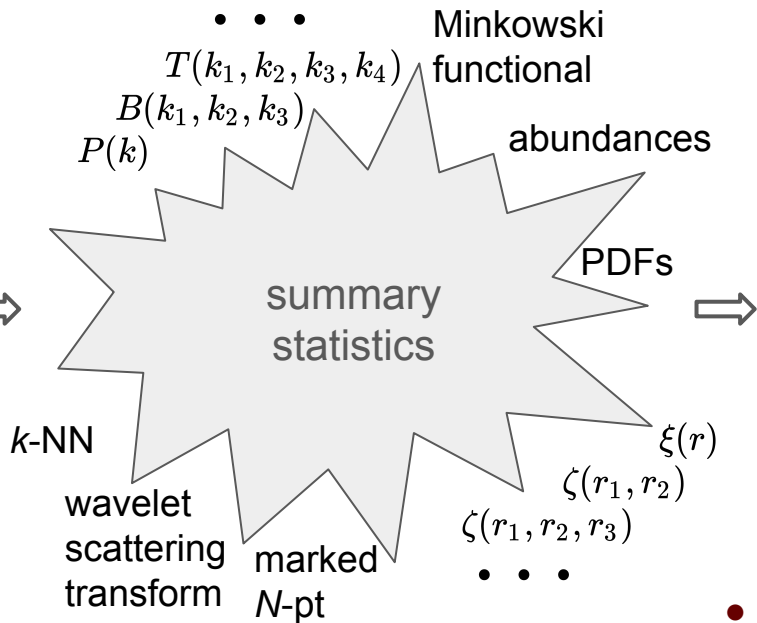 • • •
T(k₁, k₂, k₃, k₄)
B(k₁, k₂, k₃)
P(k)
Minkowski
functional
abundances
PDFs
summary
statistics
ξ(r)
ζ(r₁, r₂)
ζ(r₁, r₂, r₃)
• • •
k-NN
wavelet
scattering
transform
marked
N-pt